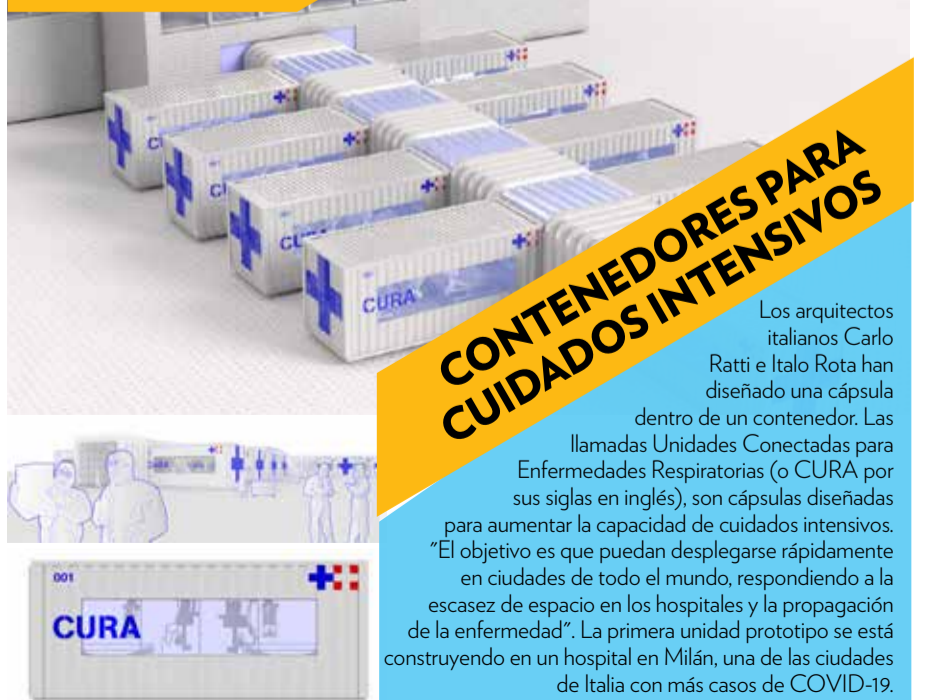 CURA
CONTENEDORES PARA
CUIDADOS INTENSIVOS
Los arquitectos
italianos Carlo
Ratti e Italo Rota han
diseñado una cápsula
dentro de un contenedor. Las
llamadas Unidades Conectadas para
Enfermedades Respiratorias (o CURA por
sus siglas en inglés), son cápsulas diseñadas
para aumentar la capacidad de cuidados intensivos.
"El objetivo es que puedan desplegarse rápidamente
en ciudades de todo el mundo, respondiendo a la
escasez de espacio en los hospitales y la propagación
de la enfermedad". La primera unidad prototipo se está
construyendo en un hospital en Milán, una de las ciudades
de Italia con más casos de COVID-19.
001
CURA